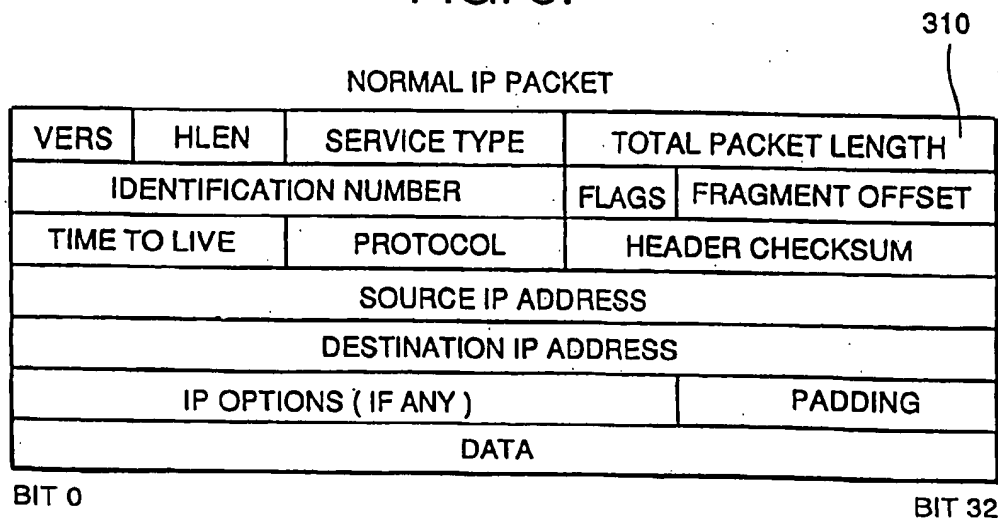 310
NORMAL IP PACKET
VERS HLEN SERVICE TYPE TOTAL PACKET LENGTH
IDENTIFICATION NUMBER FLAGS FRAGMENT OFFSET
TIME TO LIVE PROTOCOL HEADER CHECKSUM
SOURCE IP ADDRESS
DESTINATION IP ADDRESS
IP OPTIONS ( IF ANY ) PADDING
DATA
BIT 0 BIT 32